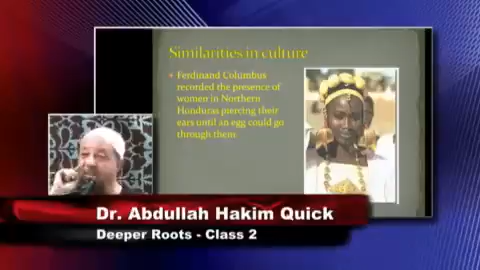 Similarities in culture
Ferdinand Columbus
recorded the presence of
women in Northern
Honduras piercing their
ears until an egg could go
through them
Dr. Abdullah Hakim Quick
Deeper Roots - Class 2